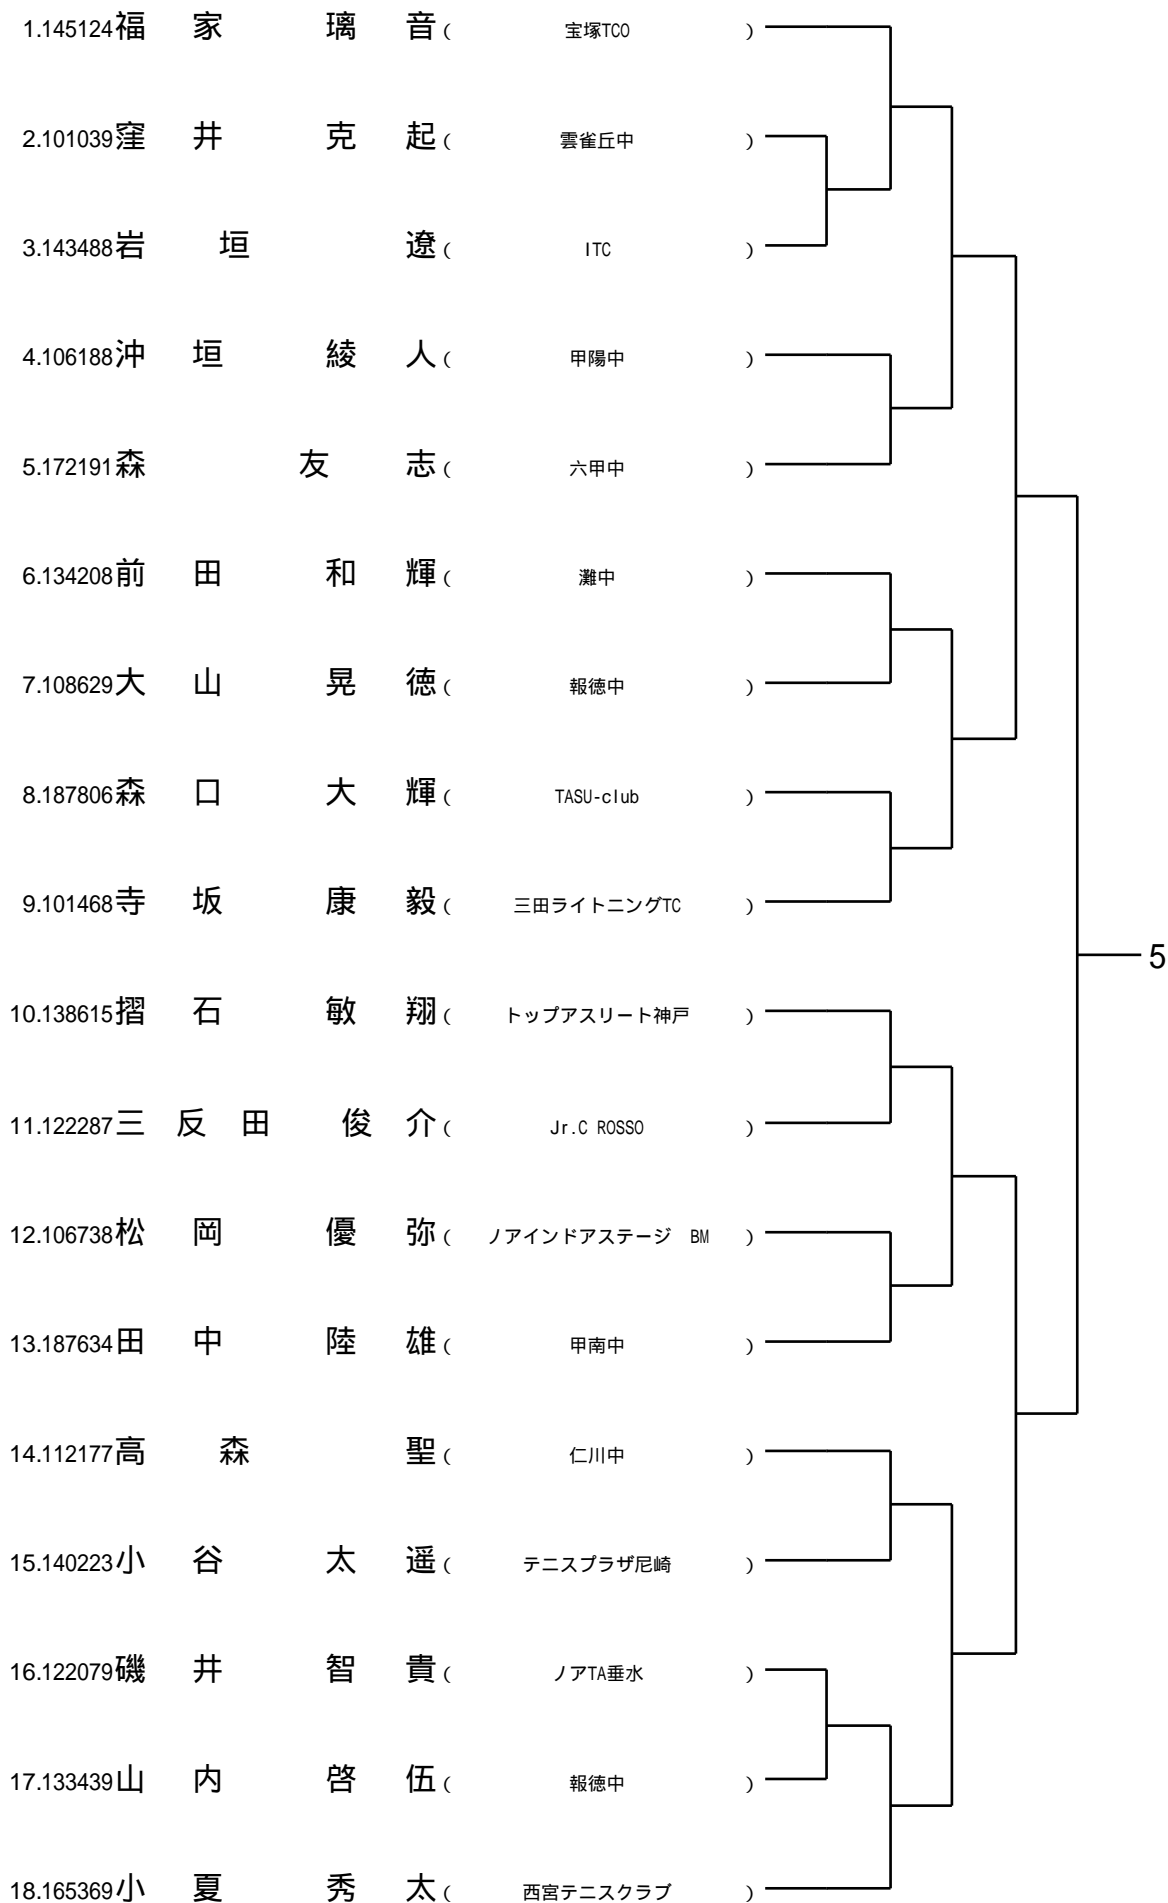 1.145124福家 璃音( 宝塚TCO )
2.101039窪井 克起( 雲雀丘中 )
3.143488岩垣 遼( ITC )
4.106188沖垣 綾人( 甲陽中 )
5.172191森 友志( 六甲中 )
6.134208前田 和輝( 灘中 )
7.108629大山 晃徳( 報徳中 )
8.187806森口 大輝( TASU-club )
9.101468寺坂 康毅( 三田ライトニングTC )
5
10.138615摺石 敏翔( トップアスリート神戸 )
11.122287三反田 俊介( Jr.C ROSSO )
12.106738松岡 優弥( ノアインドアステージ BM )
13.187634田中 陸雄( 甲南中 )
14.112177高森 聖( 仁川中 )
15.140223小谷 太遥( テニスプラザ尼崎 )
16.122079磯井 智貴( ノアTA垂水 )
17.133439山内 啓伍( 報徳中 )
18.165369小夏 秀太( 西宮テニスクラブ )